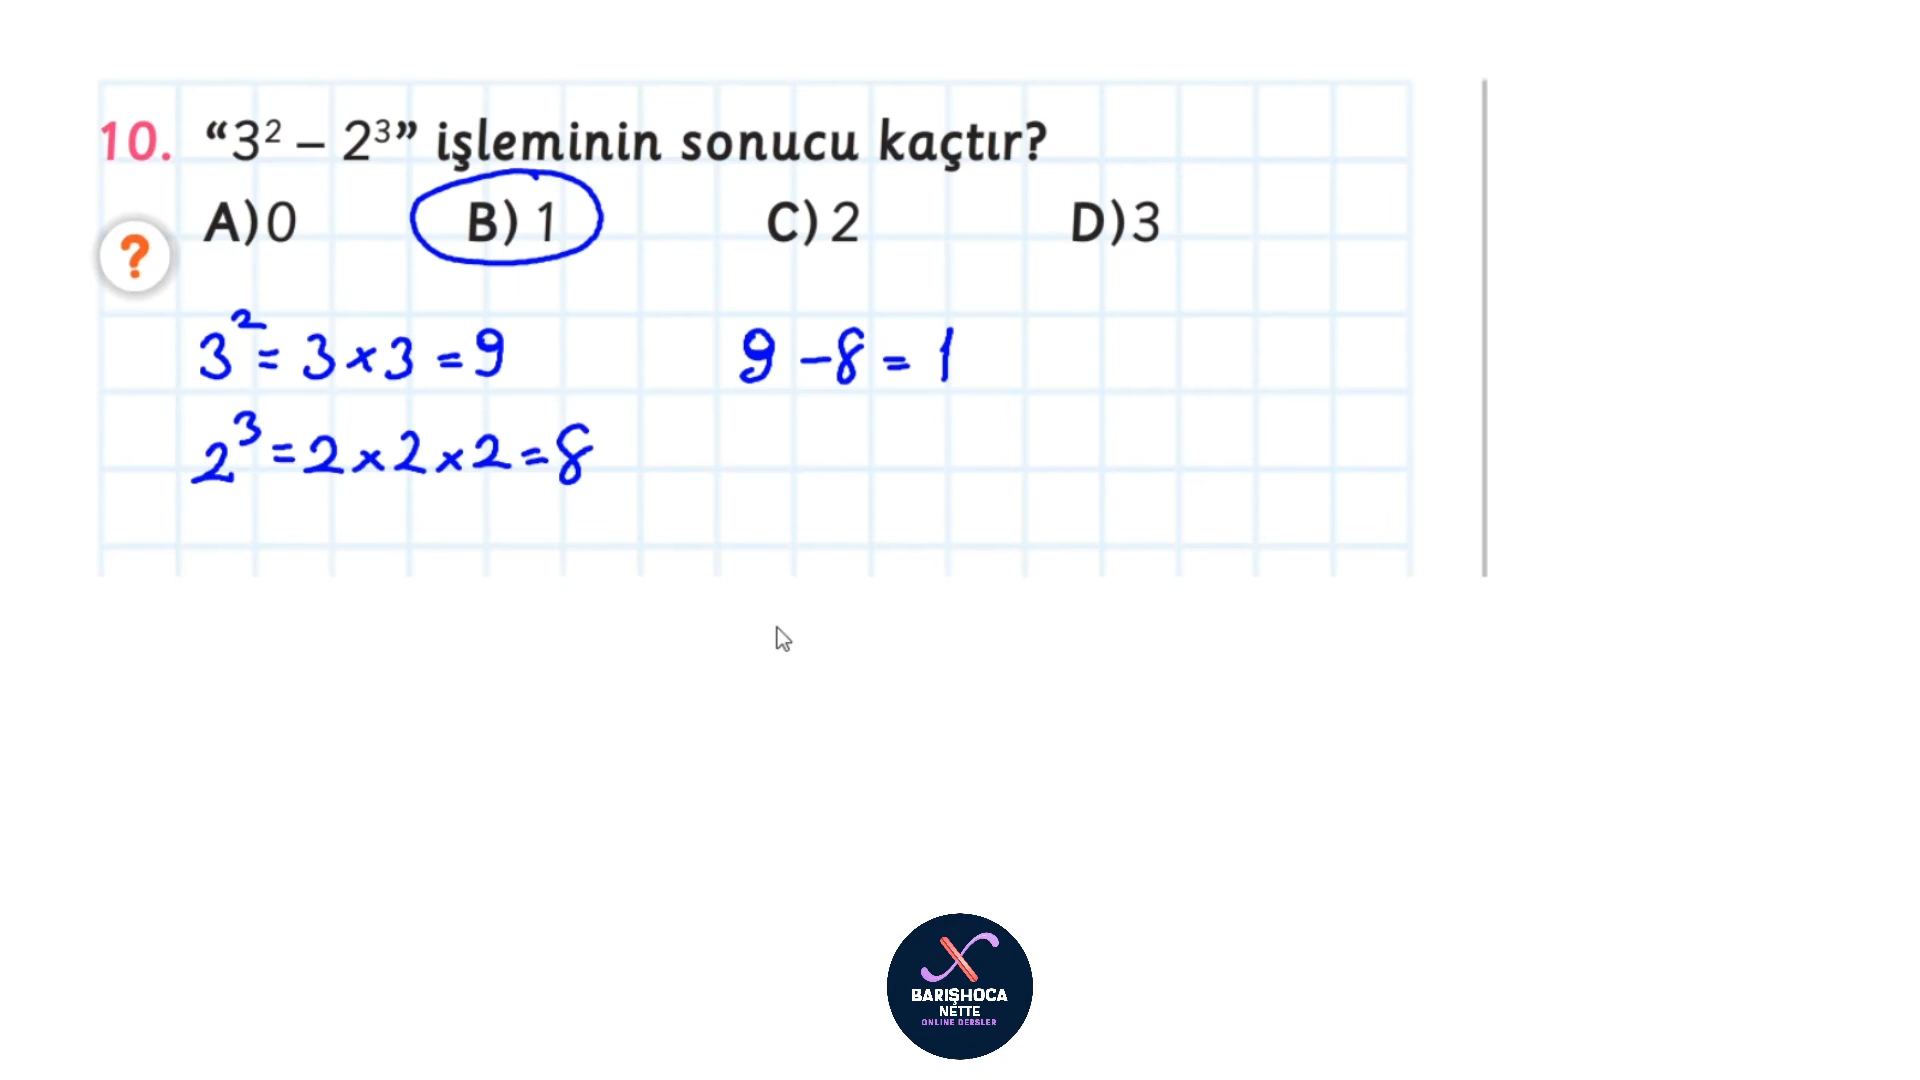 10. “3² – 2³” işleminin sonucu kaçtır?
A) 0 B) 1 C) 2 D) 3
?
3² = 3 × 3 = 9 9 – 8 = 1
2³ = 2 × 2 × 2 = 8
BARIŞHOCA
NETTE
ONLINE DERSLER